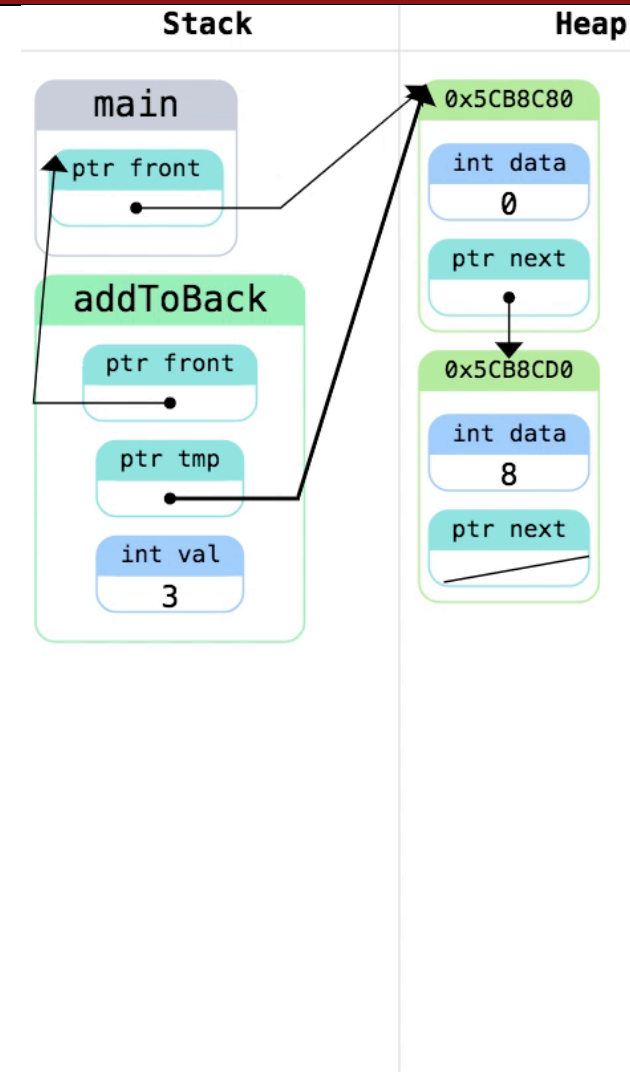 Stack
Heap
main
ptr front
addToBack
ptr front
ptr tmp
int val
3
0x5CB8C80
int data
0
ptr next
0x5CB8CD0
int data
8
ptr next